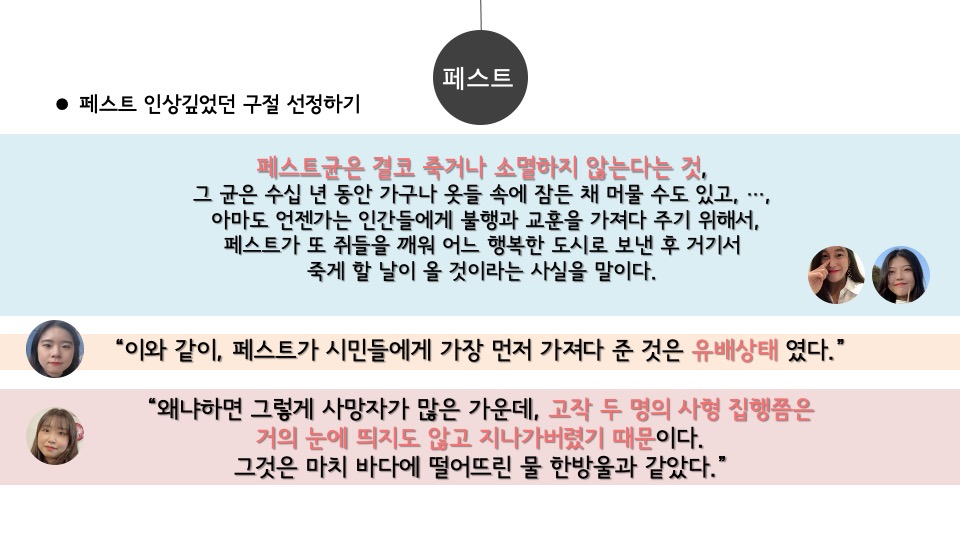 페스트
● 페스트 인상깊었던 구절 선정하기
페스트균은 결코 죽거나 소멸하지 않는다는 것,
그 균은 수십 년 동안 가구나 옷들 속에 잠든 채 머물 수도 있고, …,
아마도 언젠가는 인간들에게 불행과 교훈을 가져다 주기 위해서,
페스트가 또 쥐들을 깨워 어느 행복한 도시로 보낸 후 거기서
죽게 할 날이 올 것이라는 사실을 말이다.
“이와 같이, 페스트가 시민들에게 가장 먼저 가져다 준 것은 유배상태 였다.”
“왜냐하면 그렇게 사망자가 많은 가운데, 고작 두 명의 사형 집행쯤은
거의 눈에 띄지도 않고 지나가버렸기 때문이다.
그것은 마치 바다에 떨어뜨린 물 한방울과 같았다.”